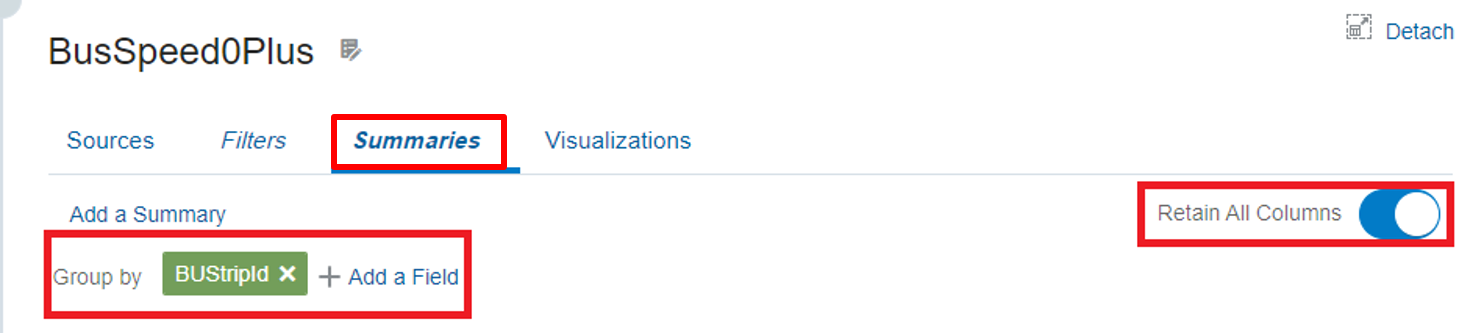 Detach
BusSpeed0Plus
Sources Filters Summaries Visualizations
Add a Summary
Retain All Columns
Group by BUStripId × + Add a Field